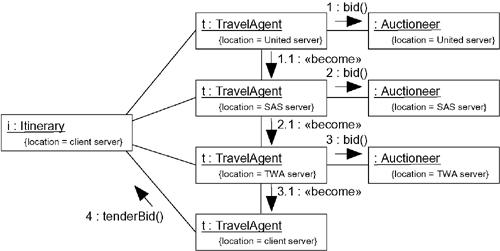 1 : bid()
t : TravelAgent
{location = United server}
: Auctioneer
{location = United server}
1.1 : «become»
2 : bid()
t : TravelAgent
{location = SAS server}
: Auctioneer
{location = SAS server}
i : Itinerary
{location = client server}
2.1 : «become»
3 : bid()
t : TravelAgent
{location = TWA server}
: Auctioneer
{location = TWA server}
3.1 : «become»
4 : tenderBid()
t : TravelAgent
{location = client server}